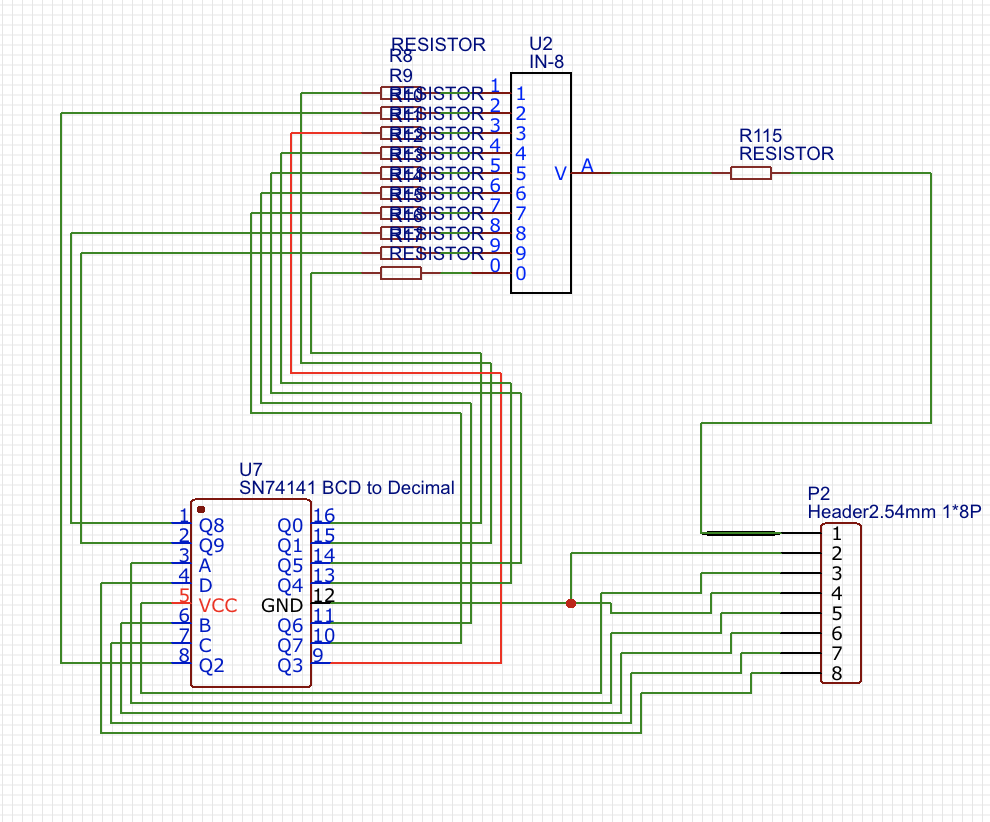 RESISTOR
R8
R9
U2
IN-8
RESISTOR 1 1
RESISTOR 2 2
RESISTOR 3 3
RESISTOR 4 4
RESISTOR 5 5
RESISTOR 6 6
RESISTOR 7 7
RESISTOR 8 8
RESISTOR 9 9
0 0
V A
R115
RESISTOR
U7
SN74141 BCD to Decimal
1 Q8 Q0 16
2 Q9 Q1 15
3 A Q5 14
4 D Q4 13
5 VCC GND 12
6 B Q6 11
7 C Q7 10
8 Q2 Q3 9
P2
Header2.54mm 1*8P
1
2
3
4
5
6
7
8